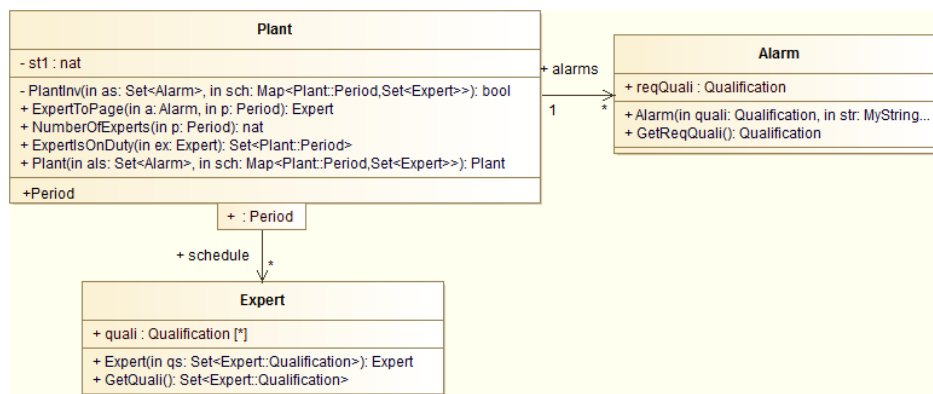 Plant
- st1 : nat
- PlantInv(in as: Set<Alarm>, in sch: Map<Plant::Period,Set<Expert>>): bool
+ ExpertToPage(in a: Alarm, in p: Period): Expert
+ NumberOfExperts(in p: Period): nat
+ ExpertIsOnDuty(in ex: Expert): Set<Plant::Period>
+ Plant(in als: Set<Alarm>, in sch: Map<Plant::Period,Set<Expert>>): Plant
+Period
+ : Period
+ alarms
1
*
Alarm
+ reqQuali : Qualification
+ Alarm(in quali: Qualification, in str: MyString...
+ GetReqQuali(): Qualification
+ schedule
*
Expert
+ quali : Qualification [*]
+ Expert(in qs: Set<Expert::Qualification>): Expert
+ GetQuali(): Set<Expert::Qualification>